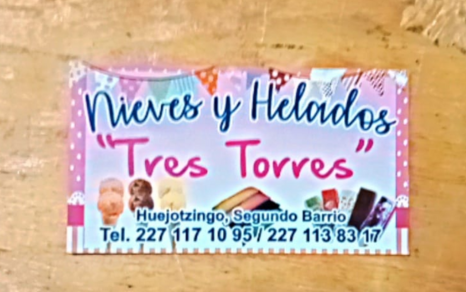 Nieves y Helados
"Tres Torres"
Huejotzingo, Segundo Barrio
Tel. 227 117 10 95 / 227 113 83 17